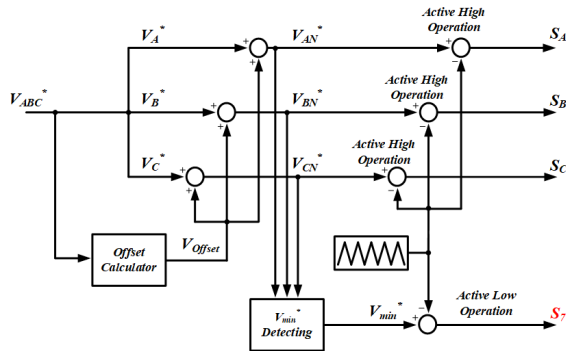 Active High
Operation
V_A^*
V_AN^*
S_A
+
+
−
Active High
Operation
V_ABC^*
V_B^*
V_BN^*
S_B
+
+
−
Active High
Operation
V_C^*
V_CN^*
S_C
+
+
−
Offset
Calculator
V_Offset
V_min^*
Detecting
V_min^*
−
+
Active Low
Operation
S_7